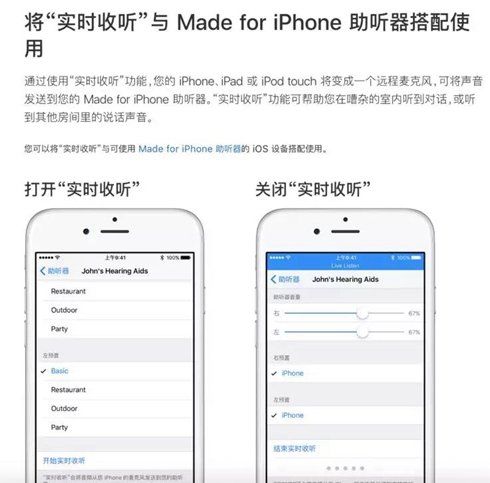 将“实时收听”与 Made for iPhone 助听器搭配使
用
通过使用“实时收听”功能，您的 iPhone、iPad 或 iPod touch 将变成一个远程麦克风，可将声音
发送到您的 Made for iPhone 助听器。“实时收听”功能可帮助您在嘈杂的室内听到对话，或听
到其他房间里的说话声音。
您可以将“实时收听”与可使用 Made for iPhone 助听器的 iOS 设备搭配使用。
打开“实时收听”
上午9:41
100%
助听器
John's Hearing Aids
Restaurant
Outdoor
Party
左预置
Basic
Restaurant
Outdoor
Party
开始实时收听
“实时收听”会将音频从该 iPhone 的麦克风发送到您的助听
关闭“实时收听”
上午9:41
100%
Live Listen
助听器
John's Hearing Aids
助听器音量
右
67%
左
67%
右预置
iPhone
左预置
iPhone
结束实时收听